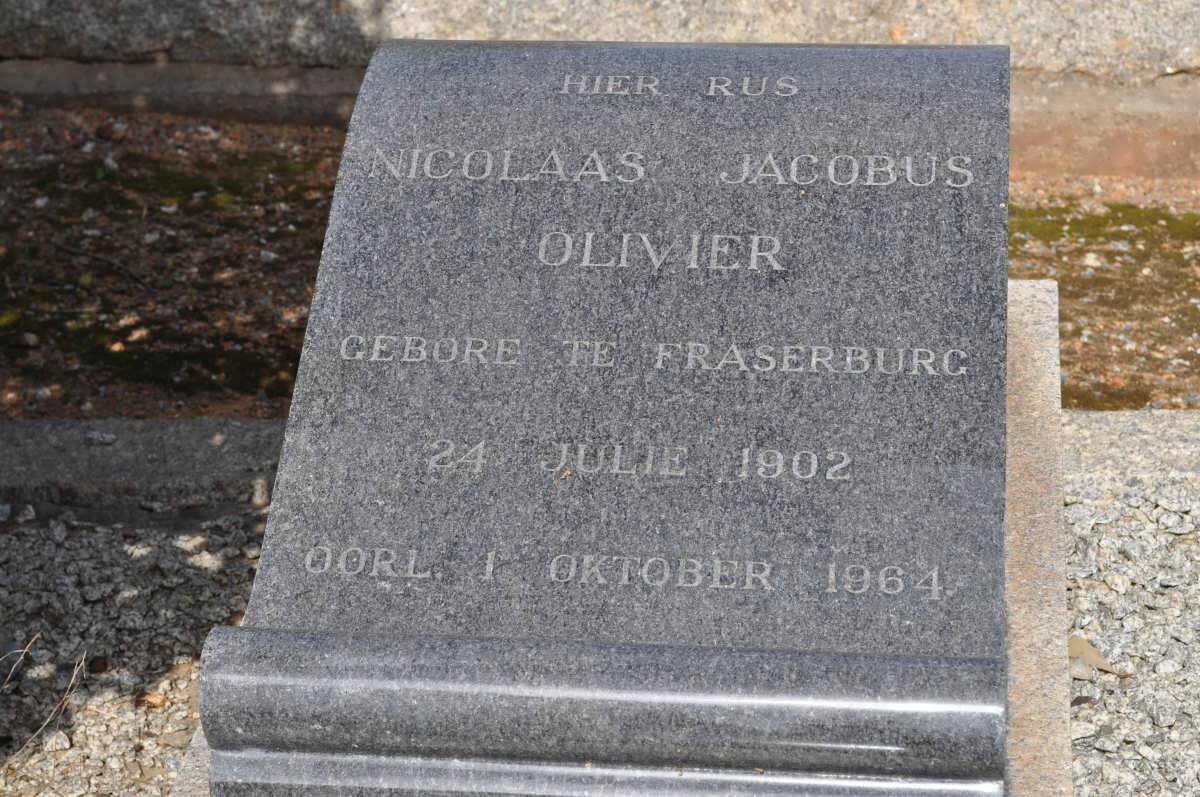 HIER RUS
NICOLAAS JACOBUS
OLIVIER
GEBORE TE FRASERBURG
24 JULIE 1902
OORL. 1 OKTOBER 1964.